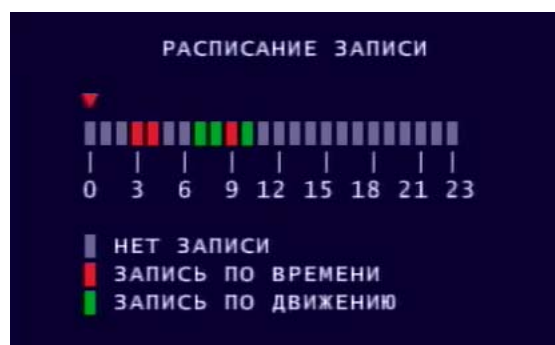 РАСПИСАНИЕ ЗАПИСИ
0 3 6 9 12 15 18 21 23
НЕТ ЗАПИСИ
ЗАПИСЬ ПО ВРЕМЕНИ
ЗАПИСЬ ПО ДВИЖЕНИЮ